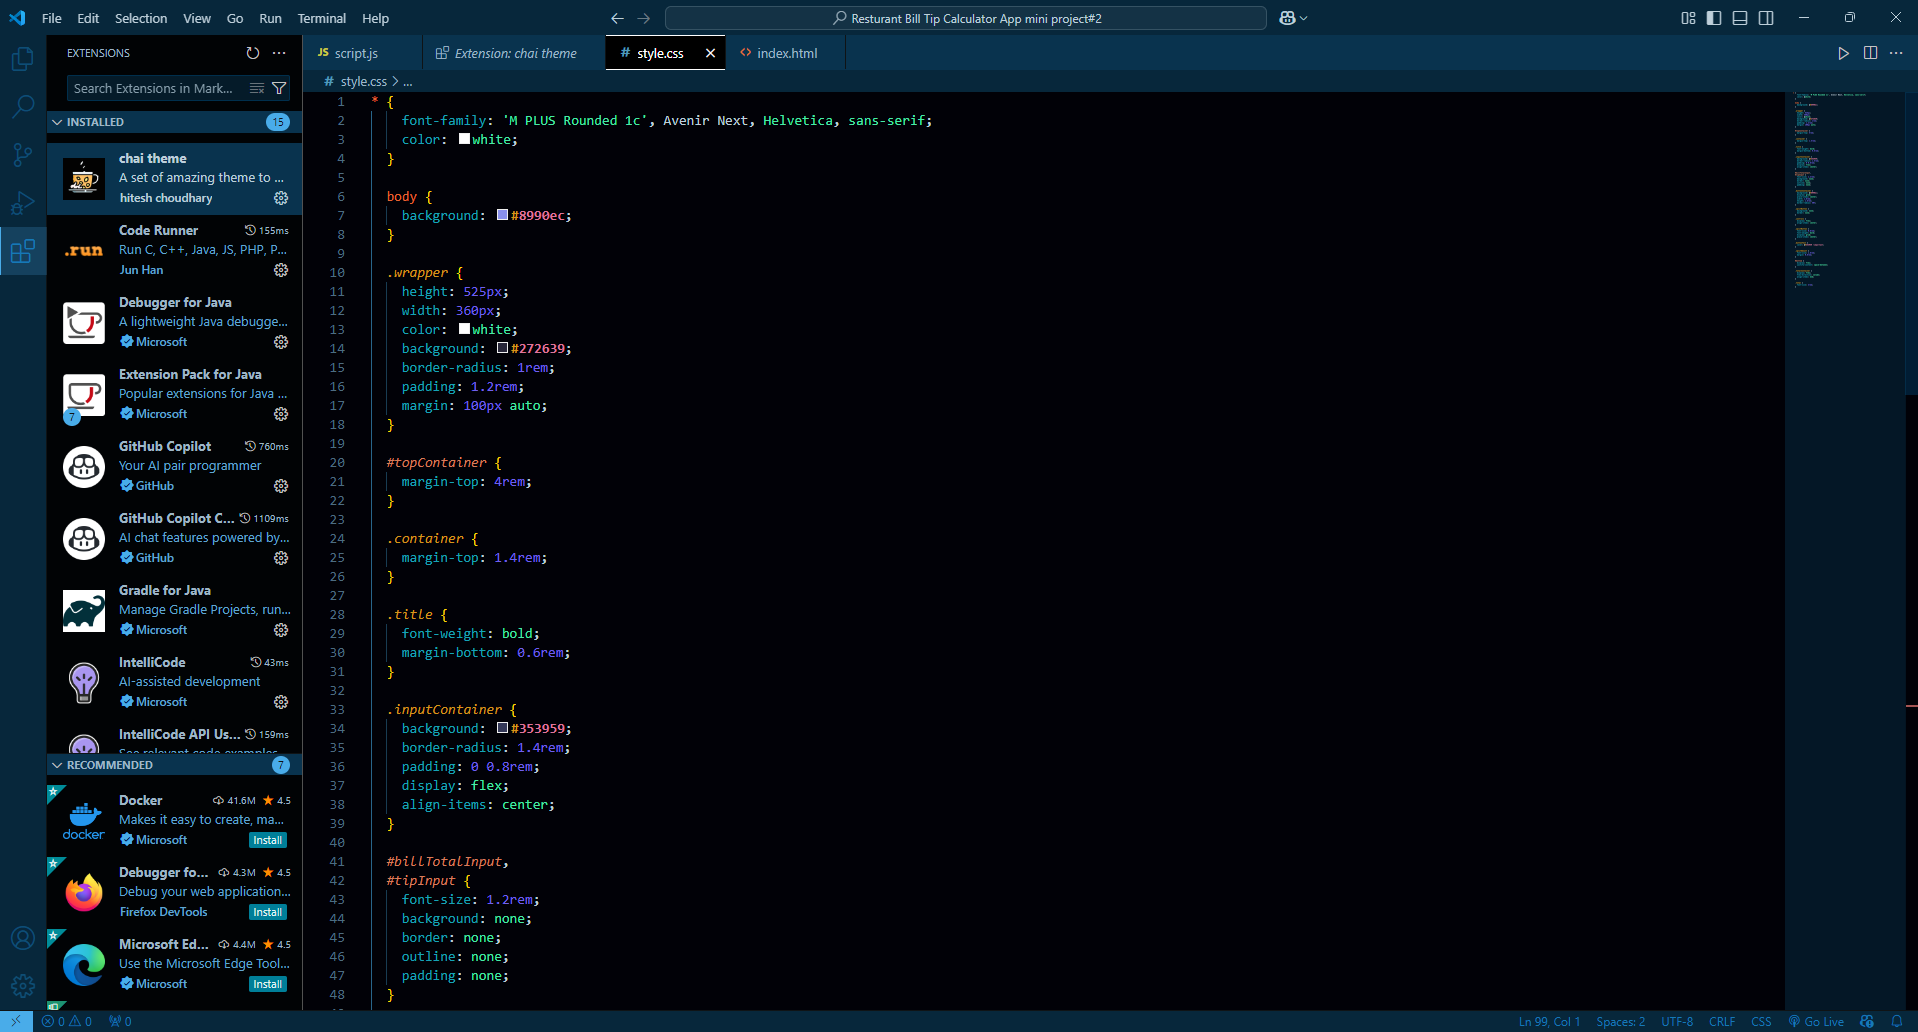 File Edit Selection View Go Run Terminal Help
Resturant Bill Tip Calculator App mini project#2
EXTENSIONS
Search Extensions in Mark...
INSTALLED 15
chai theme
A set of amazing theme to ...
hitesh choudhary
Code Runner 155ms
.run
Run C, C++, Java, JS, PHP, P...
Jun Han
Debugger for Java
A lightweight Java debugge...
Microsoft
Extension Pack for Java
Popular extensions for Java ...
7 Microsoft
GitHub Copilot 760ms
Your AI pair programmer
GitHub
GitHub Copilot C... 1109ms
AI chat features powered by...
GitHub
Gradle for Java
Manage Gradle Projects, run...
Microsoft
IntelliCode 43ms
AI-assisted development
Microsoft
IntelliCode API Us... 159ms
See relevant code examples
RECOMMENDED 7
Docker 41.6M ★ 4.5
Makes it easy to create, ma...
docker
Microsoft Install
Debugger fo... 4.3M ★ 4.5
Debug your web application...
Firefox DevTools Install
Microsoft Ed... 4.4M ★ 4.5
Use the Microsoft Edge Tool...
Microsoft Install
JS script.js Extension: chai theme # style.css <> index.html
# style.css > ...
1 * {
2 font-family: 'M PLUS Rounded 1c', Avenir Next, Helvetica, sans-serif;
3 color: white;
4 }
5
6 body {
7 background: #8990ec;
8 }
9
10 .wrapper {
11 height: 525px;
12 width: 360px;
13 color: white;
14 background: #272639;
15 border-radius: 1rem;
16 padding: 1.2rem;
17 margin: 100px auto;
18 }
19
20 #topContainer {
21 margin-top: 4rem;
22 }
23
24 .container {
25 margin-top: 1.4rem;
26 }
27
28 .title {
29 font-weight: bold;
30 margin-bottom: 0.6rem;
31 }
32
33 .inputContainer {
34 background: #353959;
35 border-radius: 1.4rem;
36 padding: 0 0.8rem;
37 display: flex;
38 align-items: center;
39 }
40
41 #billTotalInput,
42 #tipInput {
43 font-size: 1.2rem;
44 background: none;
45 border: none;
46 outline: none;
47 padding: none;
48 }
0 0 0
Ln 99, Col 1 Spaces: 2 UTF-8 CRLF CSS Go Live